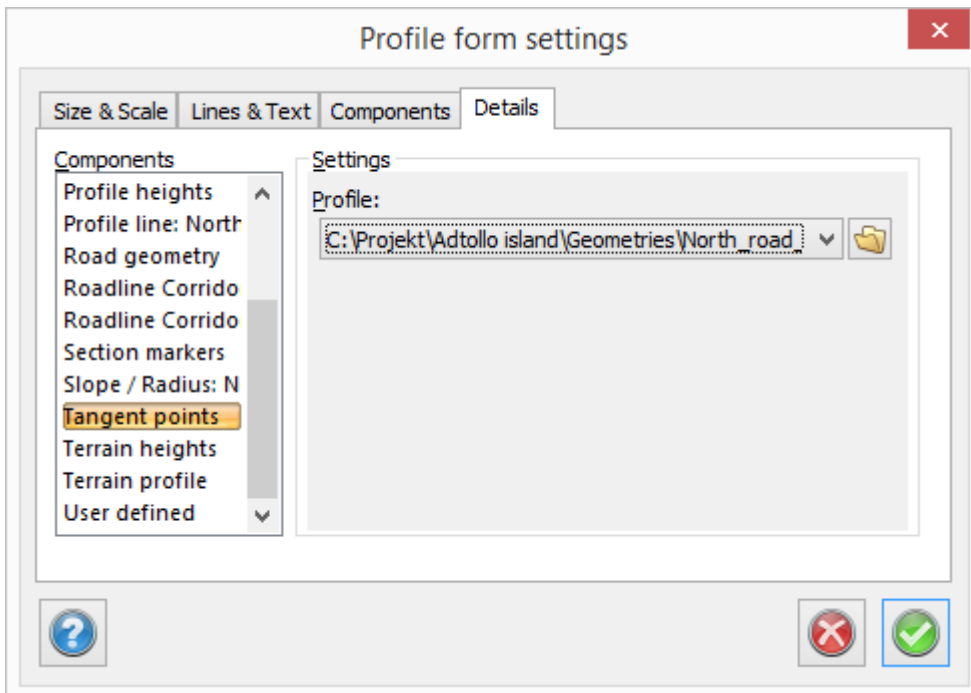 Profile form settings
Size & Scale
Lines & Text
Components
Details
Components
Profile heights
Profile line: North
Road geometry
Roadline Corrido
Roadline Corrido
Section markers
Slope / Radius: N
Tangent points
Terrain heights
Terrain profile
User defined
Settings
Profile:
C:\Projekt\Adtollo island\Geometries\North_road_